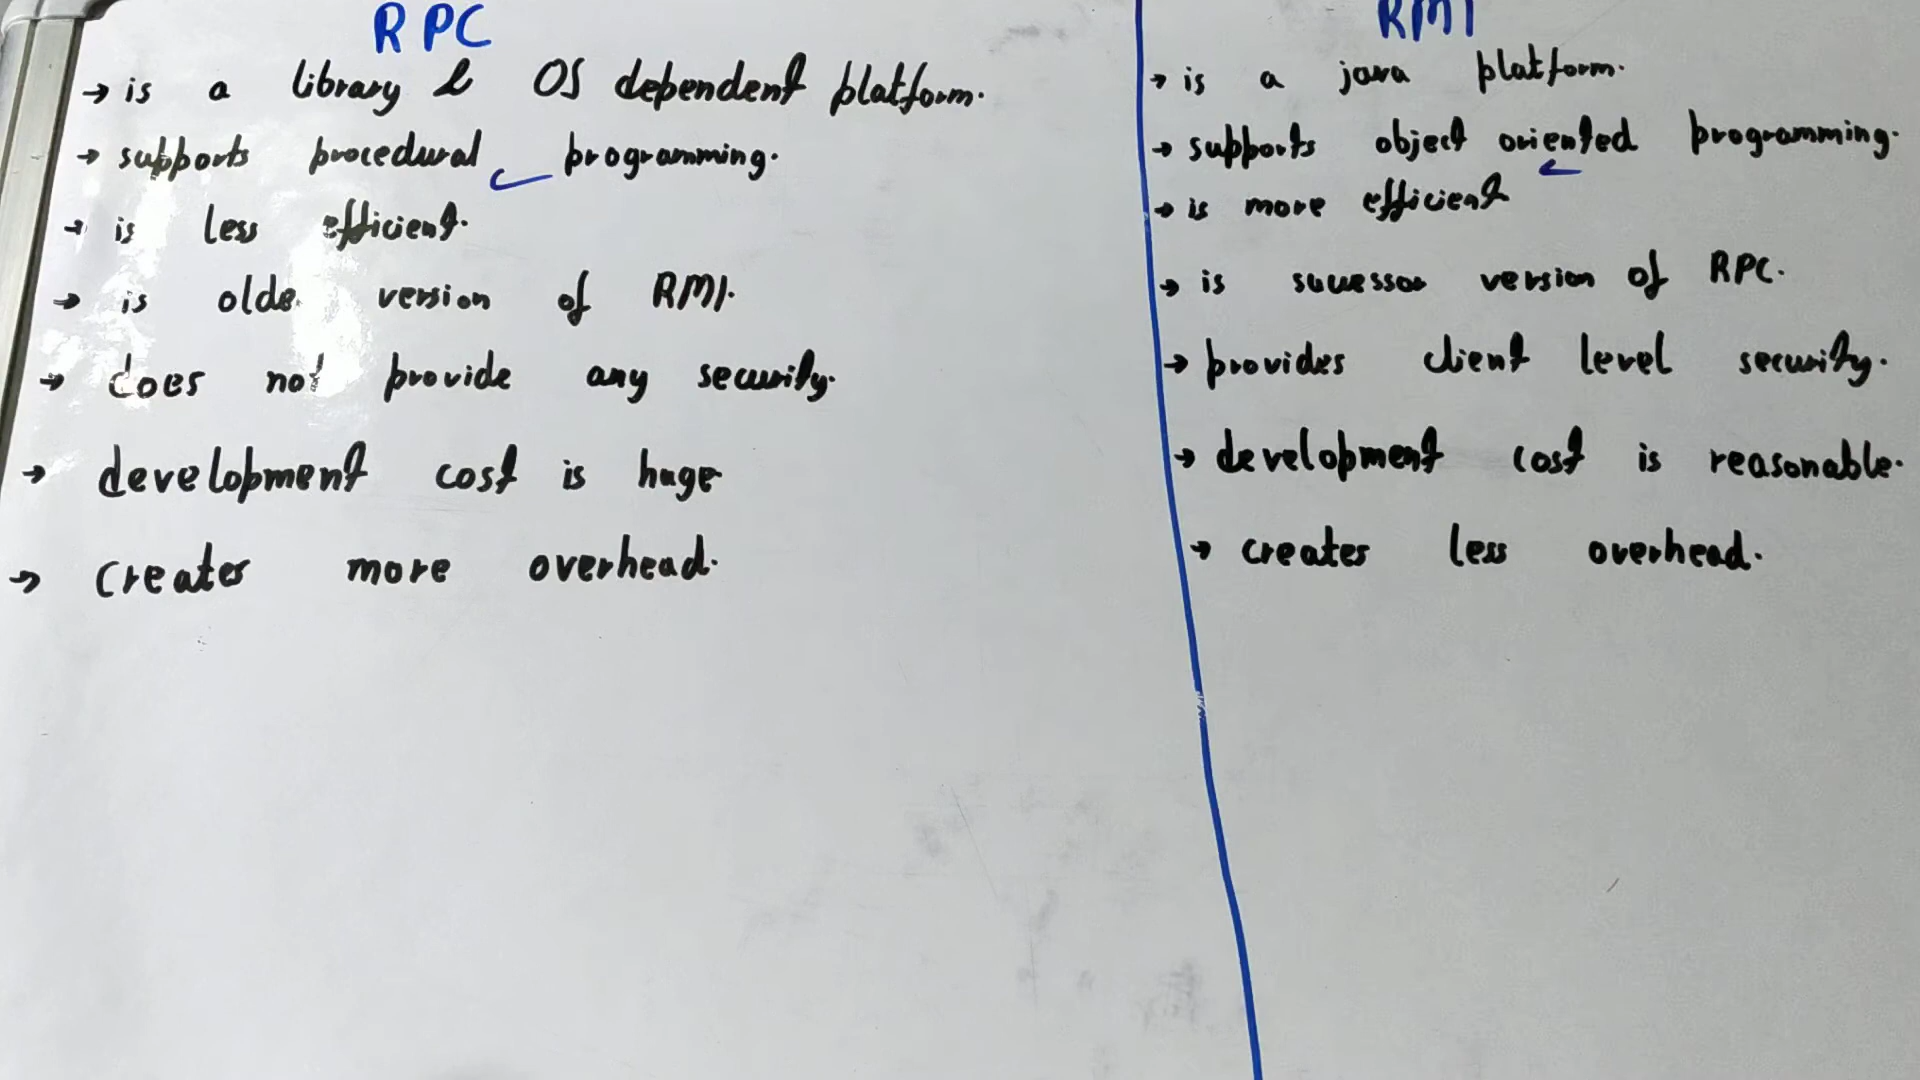 RPC
→ is a library & OS dependent platform.
→ supports procedural programming.
→ is less efficient.
→ is olde version of RMI.
→ does not provide any security.
→ development cost is huge
→ creates more overhead.
RMI
→ is a java platform.
→ supports object oriented programming.
→ is more efficient
→ is sucessor version of RPC.
→ provides client level security.
→ development cost is reasonable.
→ creates less overhead.